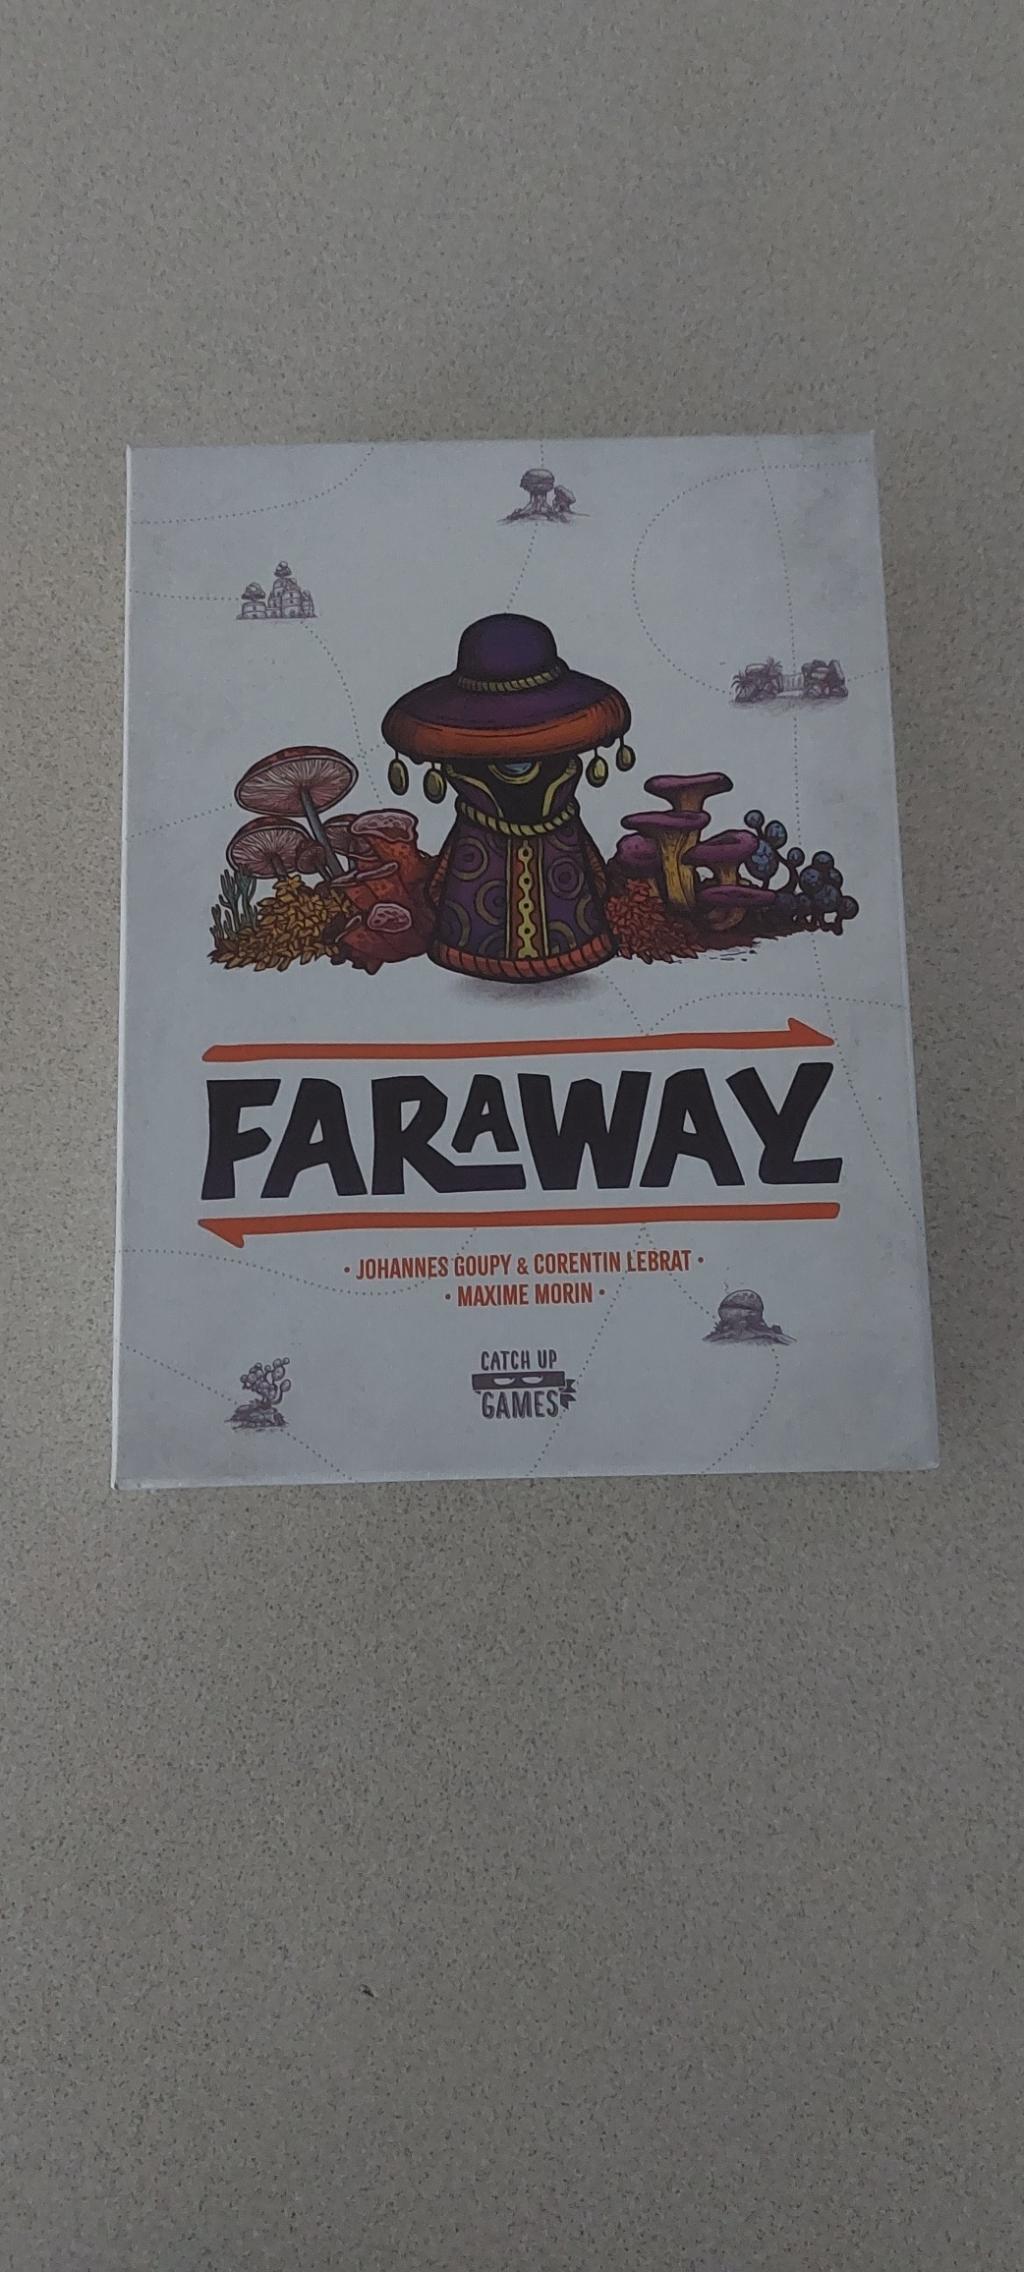 FARAWAY
• JOHANNES GOUPY & CORENTIN LEBRAT •
• MAXIME MORIN •
CATCH UP
GAMES